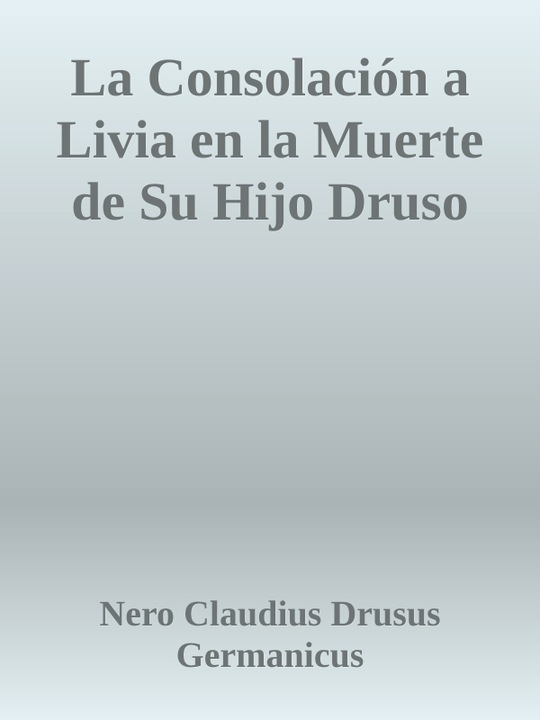 La Consolación a
Livia en la Muerte
de Su Hijo Druso
Nero Claudius Drusus
Germanicus